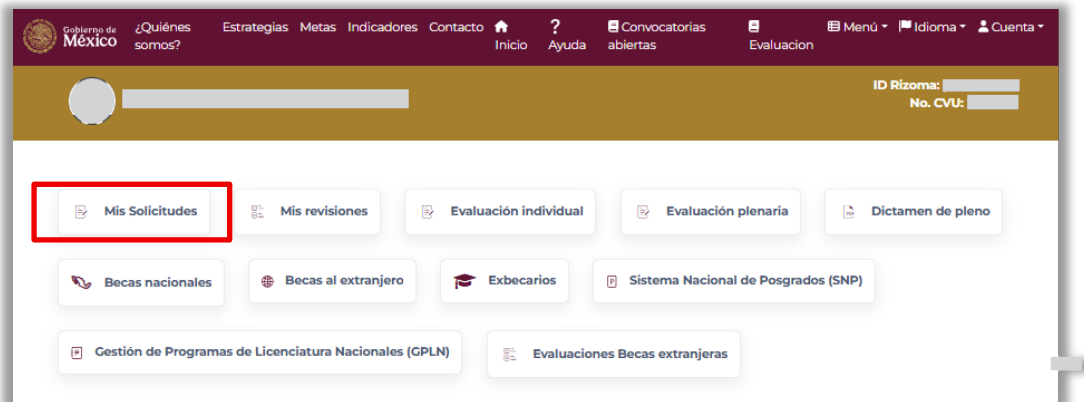 Gobierno de
México
¿Quiénes
somos?
Estrategias Metas Indicadores Contacto
Inicio
?
Ayuda
Convocatorias
abiertas
Evaluacion
Menú
Idioma
Cuenta
ID Rizoma:
No. CVU:
Mis Solicitudes
Mis revisiones
Evaluación individual
Evaluación plenaria
Dictamen de pleno
Becas nacionales
Becas al extranjero
Exbecarios
P
Sistema Nacional de Posgrados (SNP)
Gestión de Programas de Licenciatura Nacionales (GPLN)
Evaluaciones Becas extranjeras